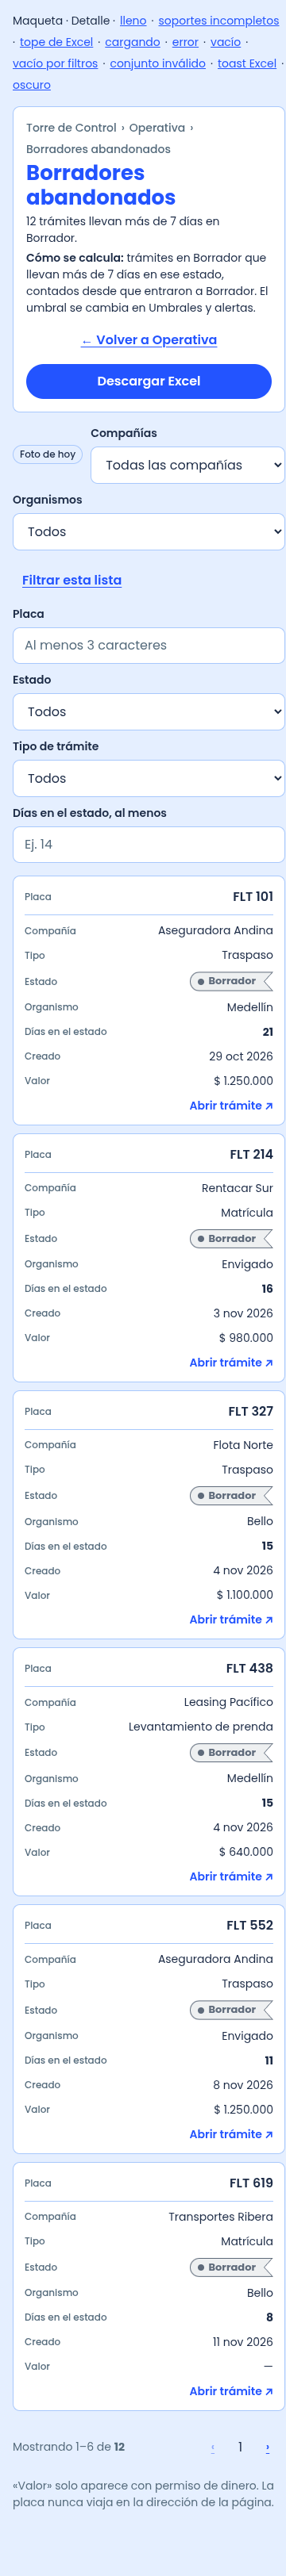 Maqueta · Detalle · lleno · soportes incompletos
· tope de Excel · cargando · error · vacío ·
vacío por filtros · conjunto inválido · toast Excel ·
oscuro
Torre de Control › Operativa ›
Borradores abandonados
Borradores
abandonados
12 trámites llevan más de 7 días en
Borrador.
Cómo se calcula: trámites en Borrador que
llevan más de 7 días en ese estado,
contados desde que entraron a Borrador. El
umbral se cambia en Umbrales y alertas.
← Volver a Operativa
Descargar Excel
Compañías
Foto de hoy
Todas las compañías
Organismos
Todos
Filtrar esta lista
Placa
Al menos 3 caracteres
Estado
Todos
Tipo de trámite
Todos
Días en el estado, al menos
Ej. 14
Placa FLT 101
Compañía Aseguradora Andina
Tipo Traspaso
Estado Borrador
Organismo Medellín
Días en el estado 21
Creado 29 oct 2026
Valor $ 1.250.000
Abrir trámite ↗
Placa FLT 214
Compañía Rentacar Sur
Tipo Matrícula
Estado Borrador
Organismo Envigado
Días en el estado 16
Creado 3 nov 2026
Valor $ 980.000
Abrir trámite ↗
Placa FLT 327
Compañía Flota Norte
Tipo Traspaso
Estado Borrador
Organismo Bello
Días en el estado 15
Creado 4 nov 2026
Valor $ 1.100.000
Abrir trámite ↗
Placa FLT 438
Compañía Leasing Pacífico
Tipo Levantamiento de prenda
Estado Borrador
Organismo Medellín
Días en el estado 15
Creado 4 nov 2026
Valor $ 640.000
Abrir trámite ↗
Placa FLT 552
Compañía Aseguradora Andina
Tipo Traspaso
Estado Borrador
Organismo Envigado
Días en el estado 11
Creado 8 nov 2026
Valor $ 1.250.000
Abrir trámite ↗
Placa FLT 619
Compañía Transportes Ribera
Tipo Matrícula
Estado Borrador
Organismo Bello
Días en el estado 8
Creado 11 nov 2026
Valor —
Abrir trámite ↗
Mostrando 1–6 de 12 ‹ 1 ›
«Valor» solo aparece con permiso de dinero. La
placa nunca viaja en la dirección de la página.